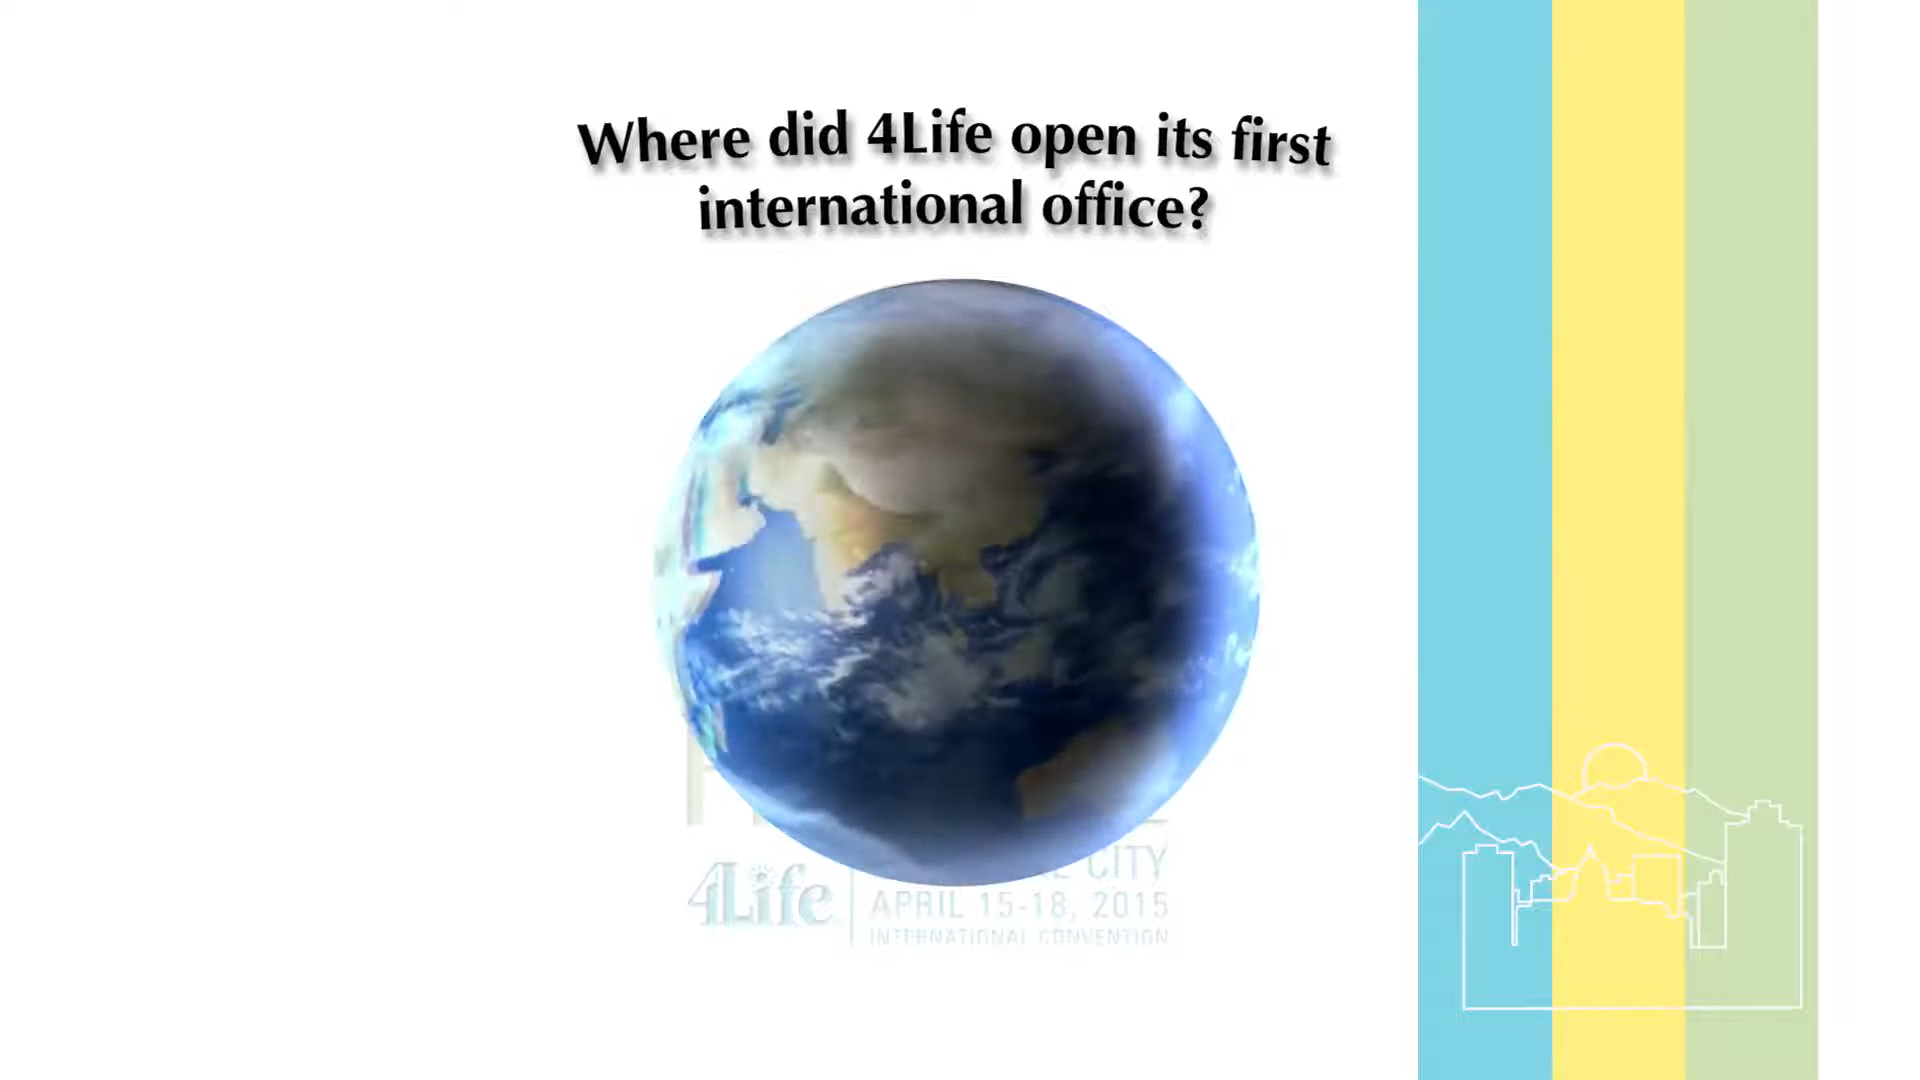 Where did 4Life open its first
international office?
CITY
4Life
APRIL 15-18, 2015
INTERNATIONAL CONVENTION